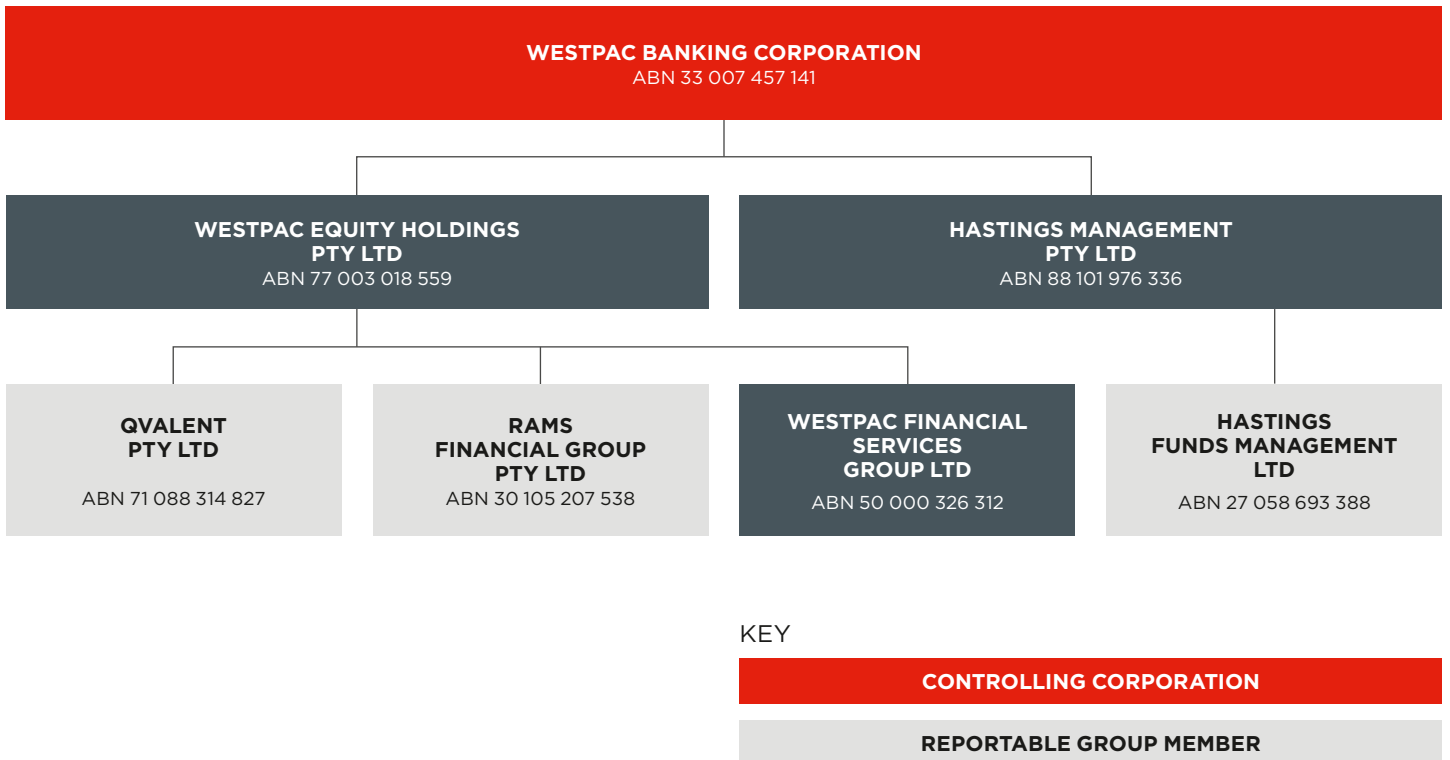 WESTPAC BANKING CORPORATION
ABN 33 007 457 141
WESTPAC EQUITY HOLDINGS
PTY LTD
ABN 77 003 018 559
HASTINGS MANAGEMENT
PTY LTD
ABN 88 101 976 336
QVALENT
PTY LTD
ABN 71 088 314 827
RAMS
FINANCIAL GROUP
PTY LTD
ABN 30 105 207 538
WESTPAC FINANCIAL
SERVICES
GROUP LTD
ABN 50 000 326 312
HASTINGS
FUNDS MANAGEMENT
LTD
ABN 27 058 693 388
KEY
CONTROLLING CORPORATION
REPORTABLE GROUP MEMBER